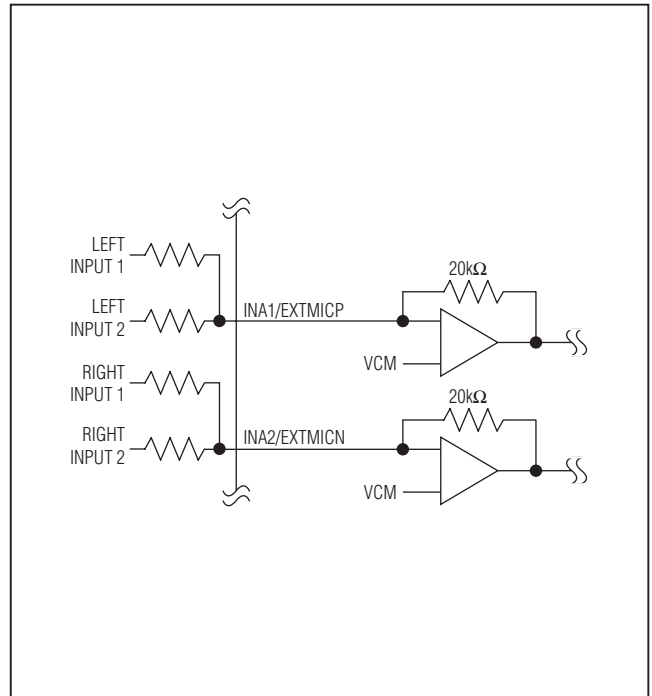 LEFT
INPUT 1
LEFT
INPUT 2
RIGHT
INPUT 1
RIGHT
INPUT 2
INA1/EXTMICP
INA2/EXTMICN
20kΩ
VCM
20kΩ
VCM